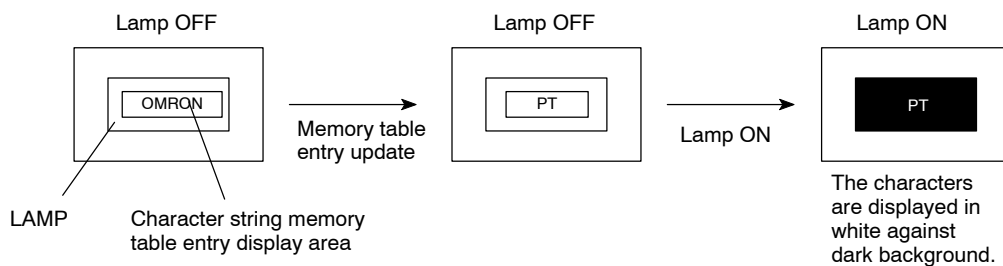 Lamp OFF
Lamp OFF
Lamp ON
OMRON
PT
PT
Memory table
entry update
Lamp ON
LAMP
Character string memory
table entry display area
The characters
are displayed in
white against
dark background.